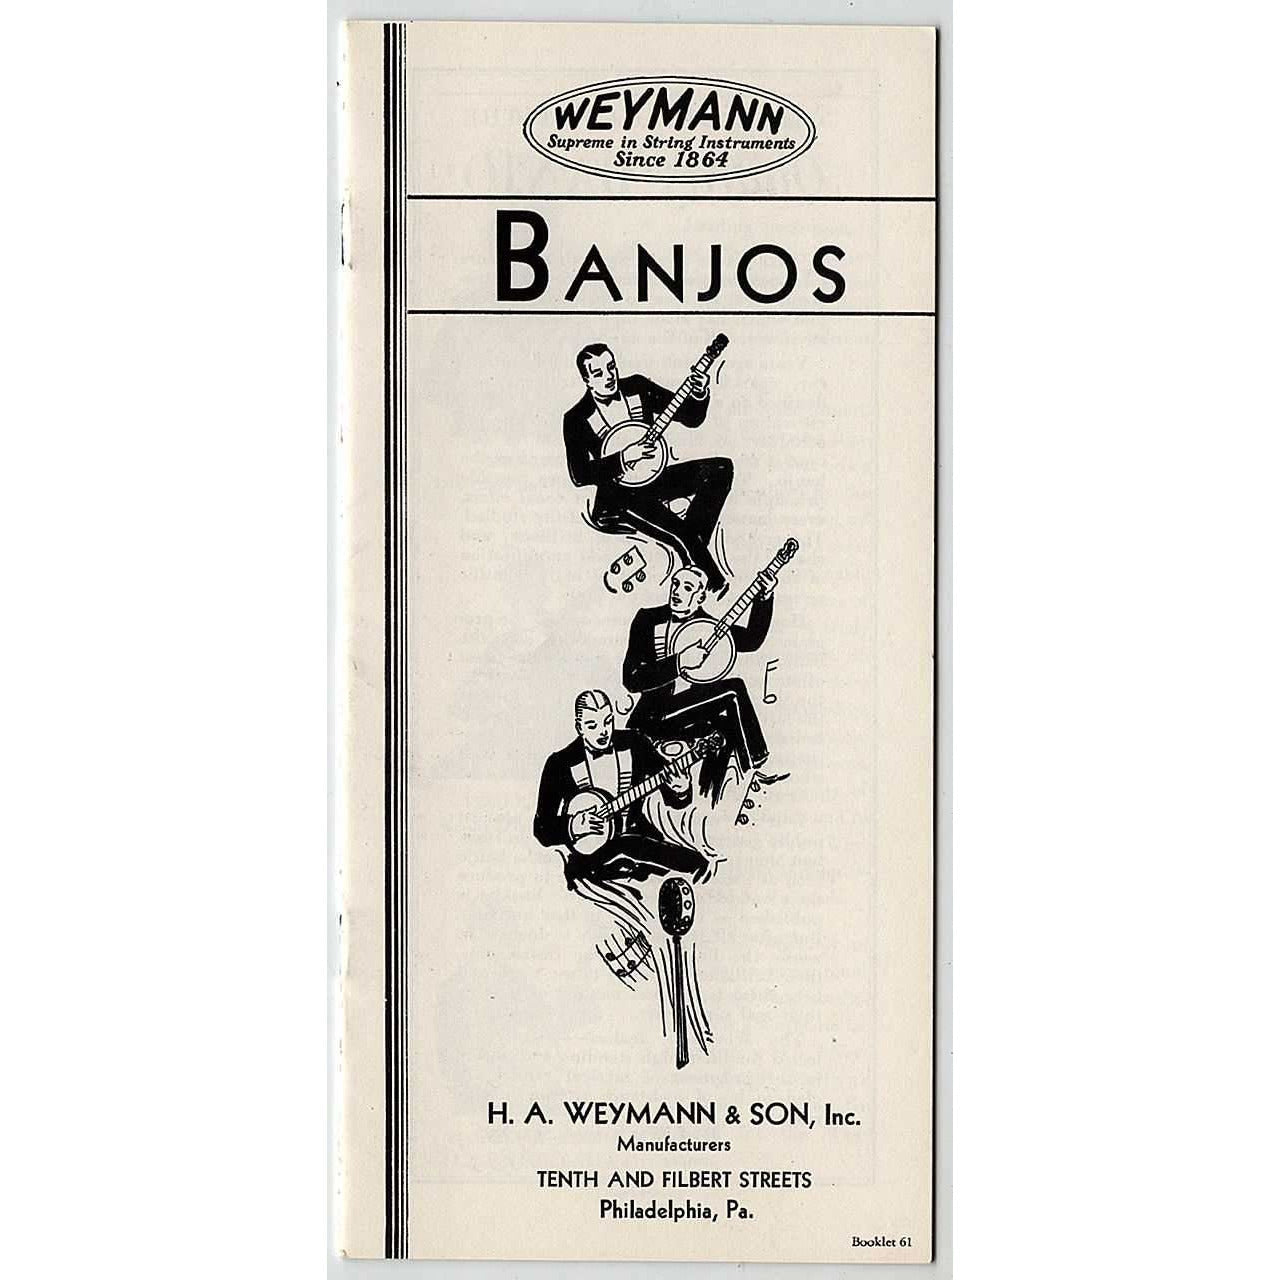 WEYMANN
Supreme in String Instruments
Since 1864
BANJOS
H. A. WEYMANN & SON, Inc.
Manufacturers
TENTH AND FILBERT STREETS
Philadelphia, Pa.
Booklet 61